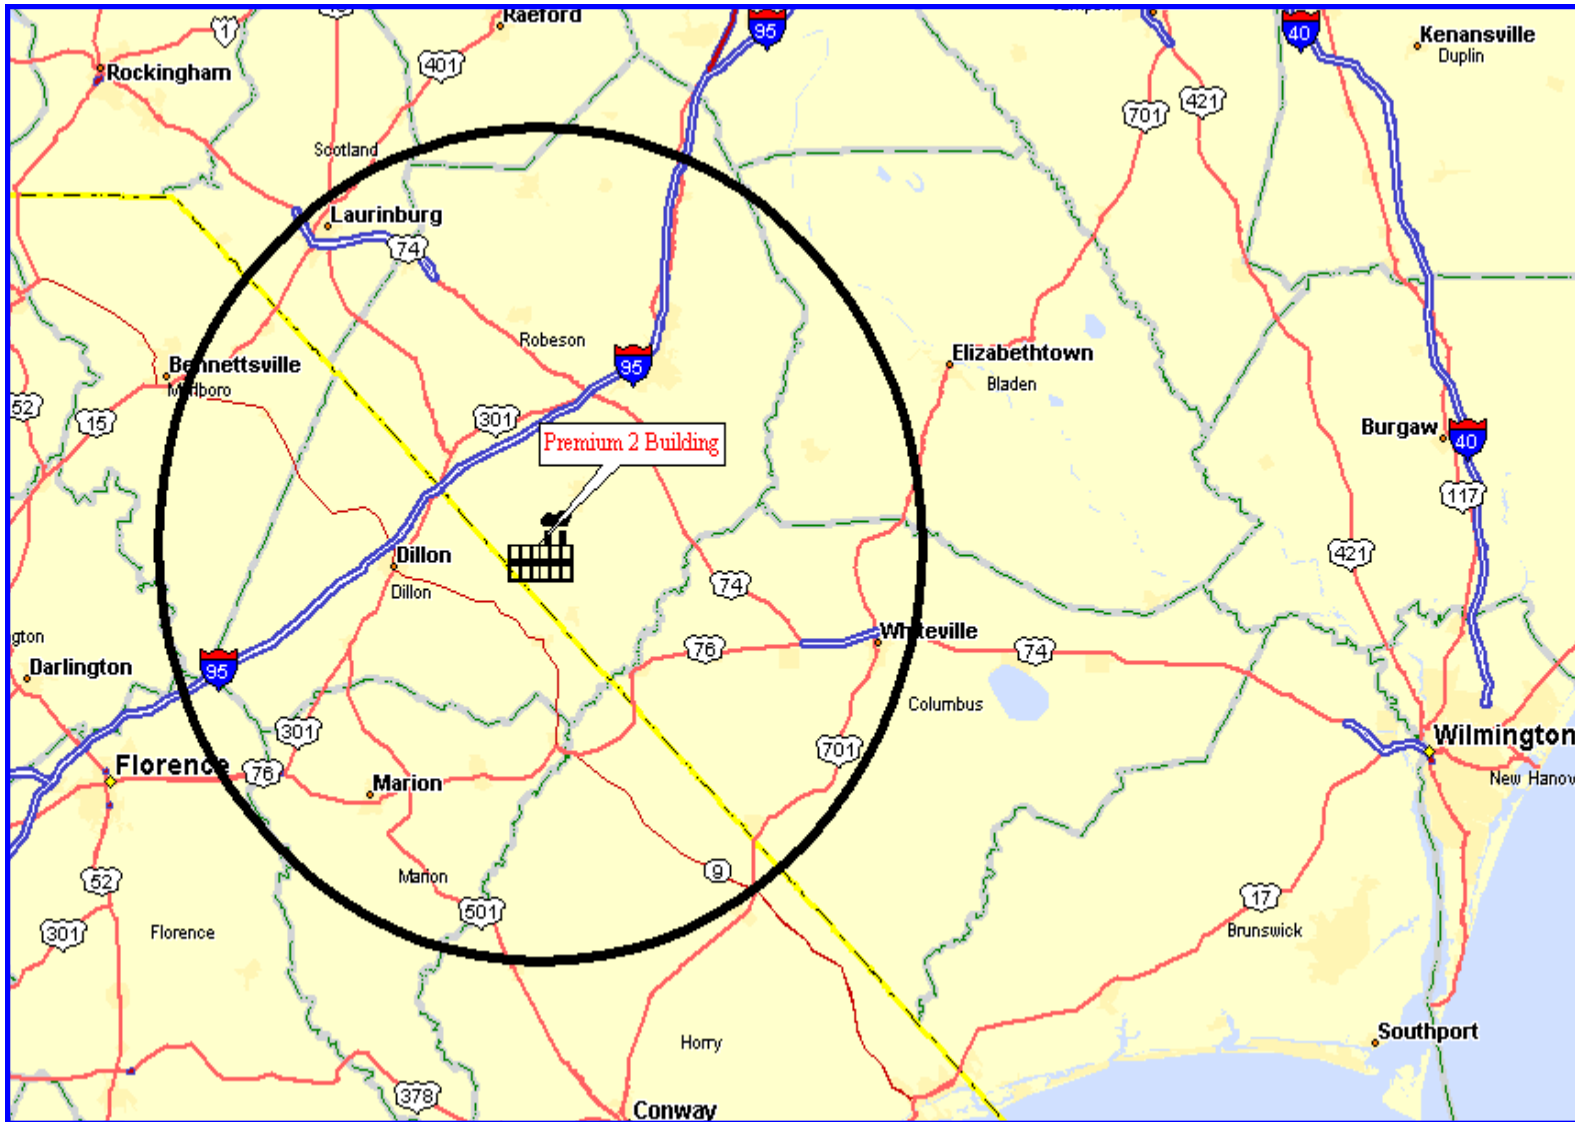 Raeford
95
40
Kenansville
Duplin
1
Rockingham
401
701
421
Scotland
Laurinburg
74
Robeson
95
Elizabethtown
Bladen
Bennettsville
52
15
301
Premium 2 Building
Burgaw
40
117
421
Dillon
Dillon
74
Whiteville
76
74
Darlington
95
Columbus
301
701
Wilmington
Florence
76
Marion
New Hanov
9
Marion
52
501
17
301
Florence
Brunswick
Horry
Southport
378
Conway